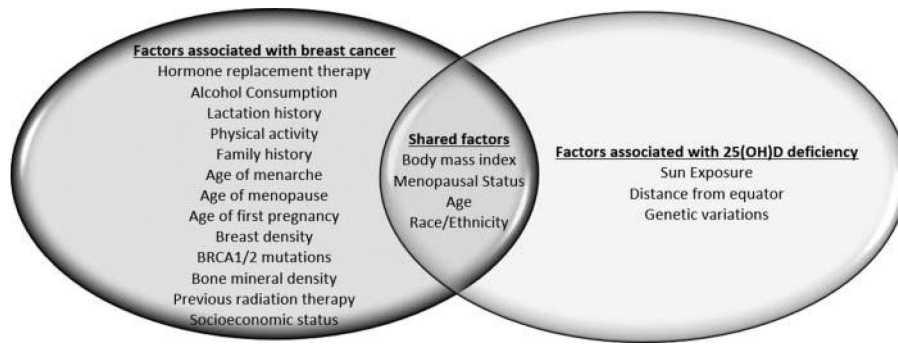 Factors associated with breast cancer
Hormone replacement therapy
Alcohol Consumption
Lactation history
Physical activity
Family history
Age of menarche
Age of menopause
Age of first pregnancy
Breast density
BRCA1/2 mutations
Bone mineral density
Previous radiation therapy
Socioeconomic status
Shared factors
Body mass index
Menopausal Status
Age
Race/Ethnicity
Factors associated with 25(OH)D deficiency
Sun Exposure
Distance from equator
Genetic variations